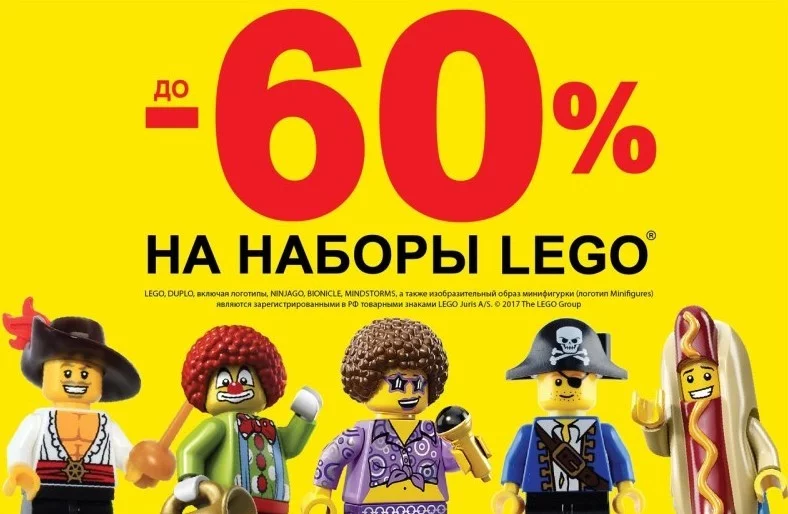 ДО
-60%
НА НАБОРЫ LEGO®
LEGO, DUPLO, включая логотипы, NINJAGO, BIONICLE, MINDSTORMS, а также изобразительный образ минифигурки (логотип Minifigures)
являются зарегистрированными в РФ товарными знаками LEGO Juris A/S. © 2017 The LEGO Group